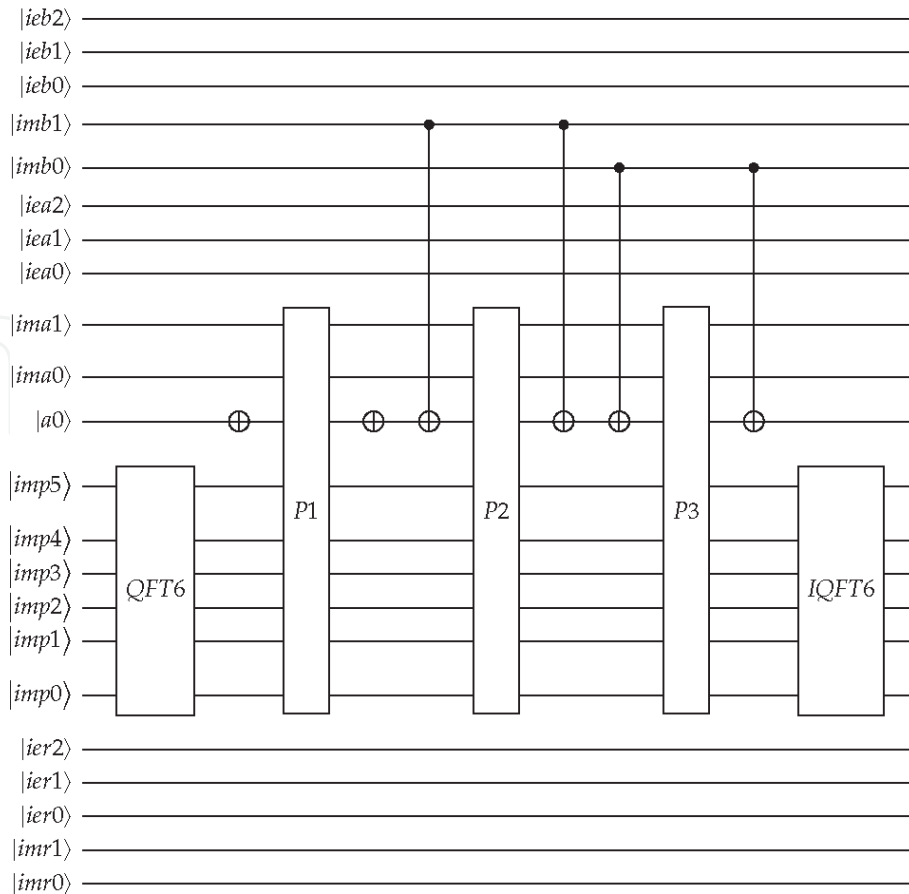 |ieb2⟩
|ieb1⟩
|ieb0⟩
|imb1⟩
|imb0⟩
|iea2⟩
|iea1⟩
|iea0⟩
|ima1⟩
|ima0⟩
|a0⟩
|imp5⟩
P1 P2 P3
|imp4⟩
|imp3⟩
QFT6 IQFT6
|imp2⟩
|imp1⟩
|imp0⟩
|ier2⟩
|ier1⟩
|ier0⟩
|imr1⟩
|imr0⟩